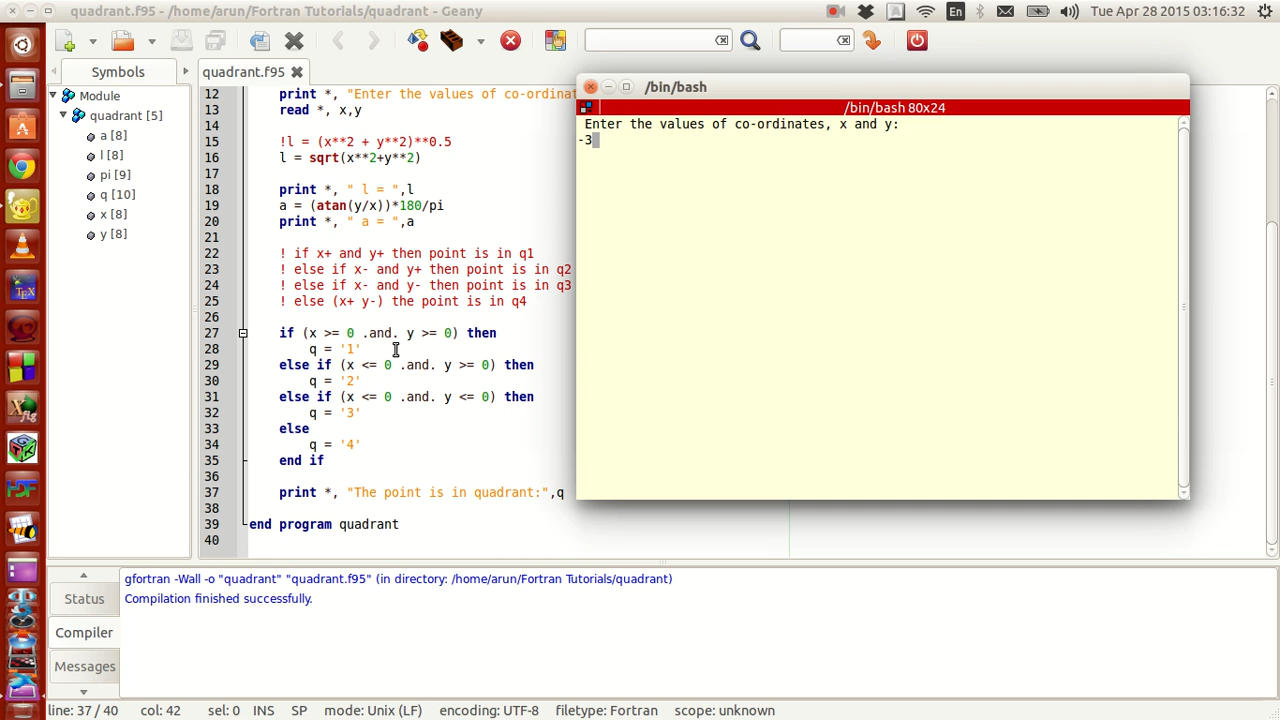 quadrant.f95 - /home/arun/Fortran Tutorials/quadrant - Geany
En
Tue Apr 28 2015 03:16:32
Symbols
quadrant.f95
Module
quadrant [5]
a [8]
l [8]
pi [9]
q [10]
x [8]
y [8]
12 print *, "Enter the values of co-ordinat
13 read *, x,y
14
15 !l = (x**2 + y**2)**0.5
16 l = sqrt(x**2+y**2)
17
18 print *, " l = ",l
19 a = (atan(y/x))*180/pi
20 print *, " a = ",a
21
22 ! if x+ and y+ then point is in q1
23 ! else if x- and y+ then point is in q2
24 ! else if x- and y- then point is in q3
25 ! else (x+ y-) the point is in q4
26
27 if (x >= 0 .and. y >= 0) then
28 q = '1'
29 else if (x <= 0 .and. y >= 0) then
30 q = '2'
31 else if (x <= 0 .and. y <= 0) then
32 q = '3'
33 else
34 q = '4'
35 end if
36
37 print *, "The point is in quadrant:",q
38
39 end program quadrant
40
/bin/bash
/bin/bash 80x24
Enter the values of co-ordinates, x and y:
-3
Status
Compiler
Messages
gfortran -Wall -o "quadrant" "quadrant.f95" (in directory: /home/arun/Fortran Tutorials/quadrant)
Compilation finished successfully.
line: 37 / 40 col: 42 sel: 0 INS SP mode: Unix (LF) encoding: UTF-8 filetype: Fortran scope: unknown